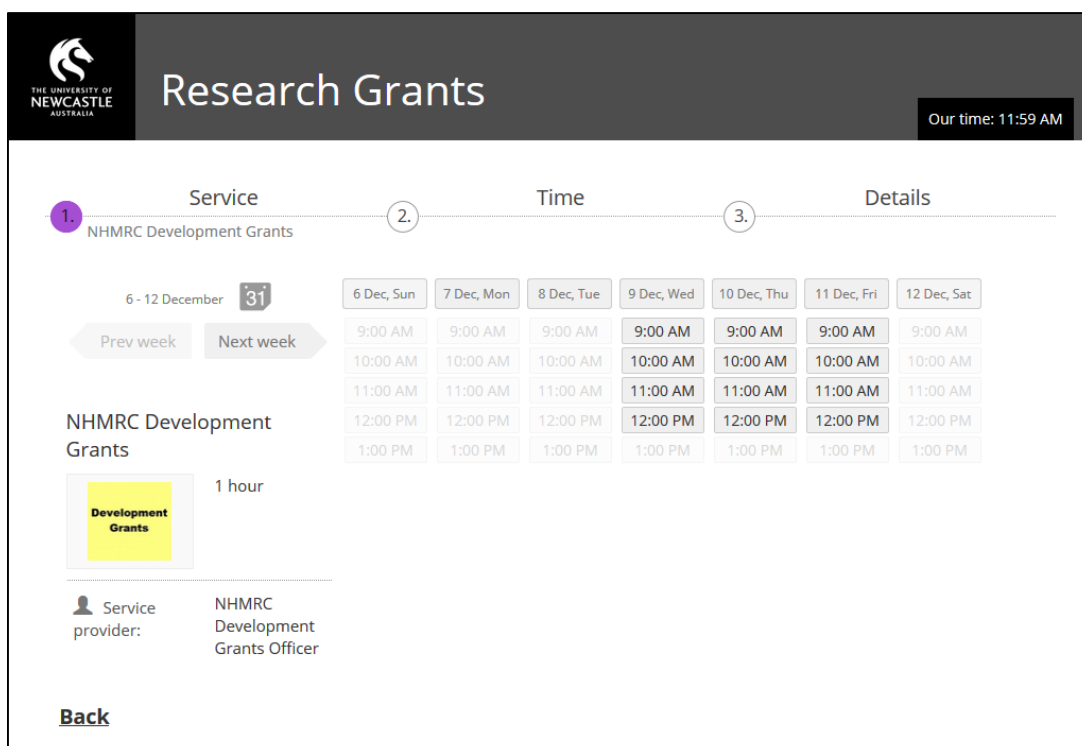 THE UNIVERSITY OF
NEWCASTLE
AUSTRALIA
Research Grants
Our time: 11:59 AM
Service Time Details
1. 2. 3.
NHMRC Development Grants
6 - 12 December 31
Prev week Next week
6 Dec, Sun 7 Dec, Mon 8 Dec, Tue 9 Dec, Wed 10 Dec, Thu 11 Dec, Fri 12 Dec, Sat
9:00 AM 9:00 AM 9:00 AM 9:00 AM 9:00 AM 9:00 AM 9:00 AM
10:00 AM 10:00 AM 10:00 AM 10:00 AM 10:00 AM 10:00 AM 10:00 AM
11:00 AM 11:00 AM 11:00 AM 11:00 AM 11:00 AM 11:00 AM 11:00 AM
12:00 PM 12:00 PM 12:00 PM 12:00 PM 12:00 PM 12:00 PM 12:00 PM
1:00 PM 1:00 PM 1:00 PM 1:00 PM 1:00 PM 1:00 PM 1:00 PM
NHMRC Development
Grants
Development
Grants
1 hour
Service
provider:
NHMRC
Development
Grants Officer
Back